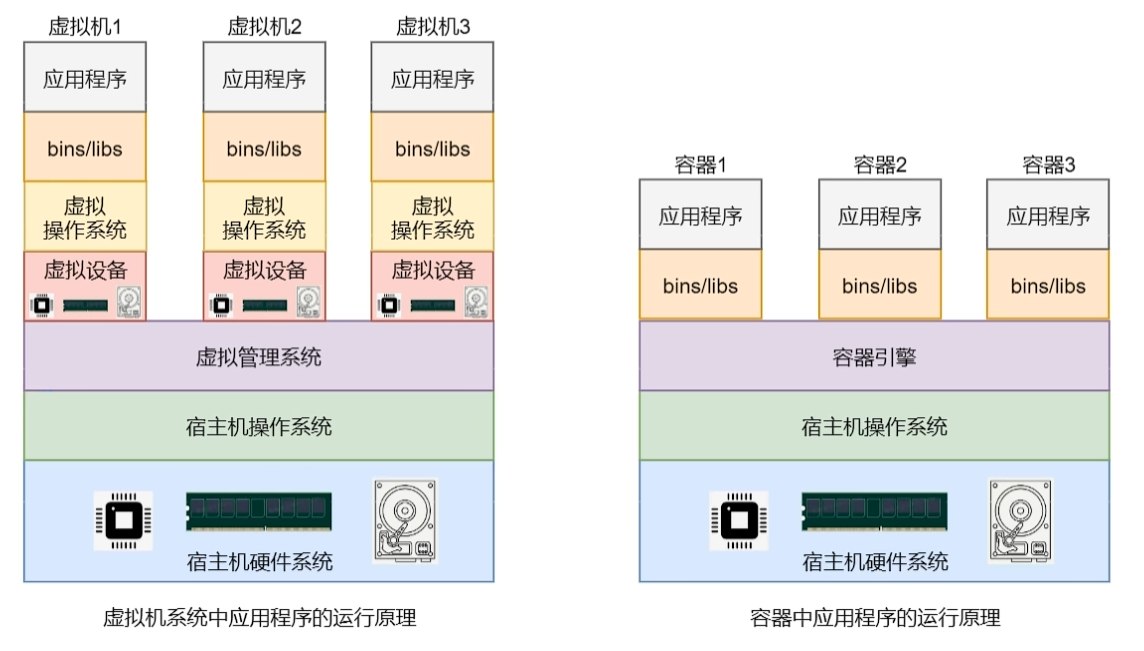 虚拟机1
虚拟机2
虚拟机3
应用程序
应用程序
应用程序
bins/libs
bins/libs
bins/libs
虚拟
操作系统
虚拟
操作系统
虚拟
操作系统
虚拟设备
虚拟设备
虚拟设备
虚拟管理系统
宿主机操作系统
宿主机硬件系统
虚拟机系统中应用程序的运行原理
容器1
容器2
容器3
应用程序
应用程序
应用程序
bins/libs
bins/libs
bins/libs
容器引擎
宿主机操作系统
宿主机硬件系统
容器中应用程序的运行原理